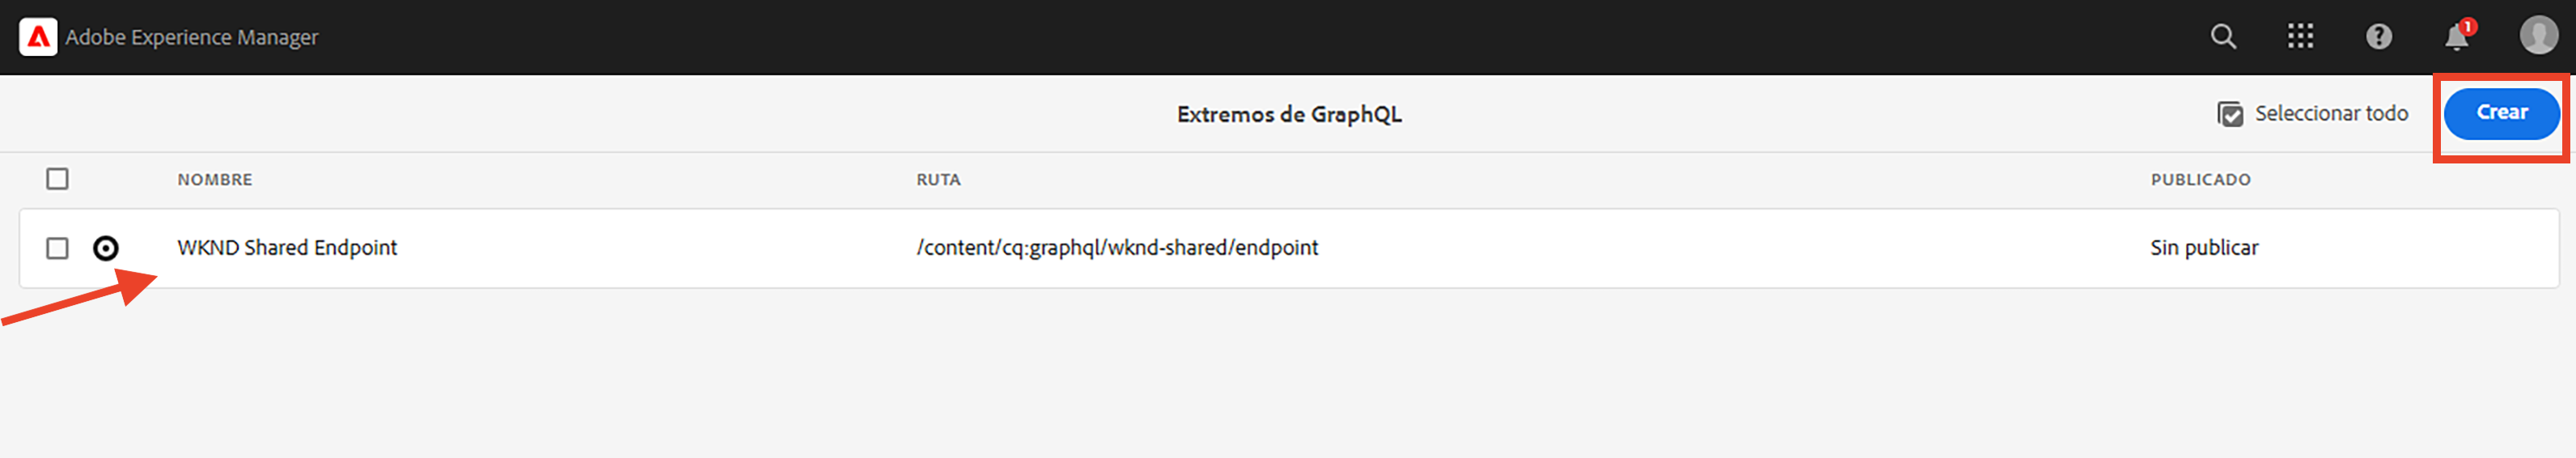 Adobe Experience Manager
1
Extremos de GraphQL
Seleccionar todo
Crear
NOMBRE RUTA PUBLICADO
WKND Shared Endpoint /content/cq:graphql/wknd-shared/endpoint Sin publicar